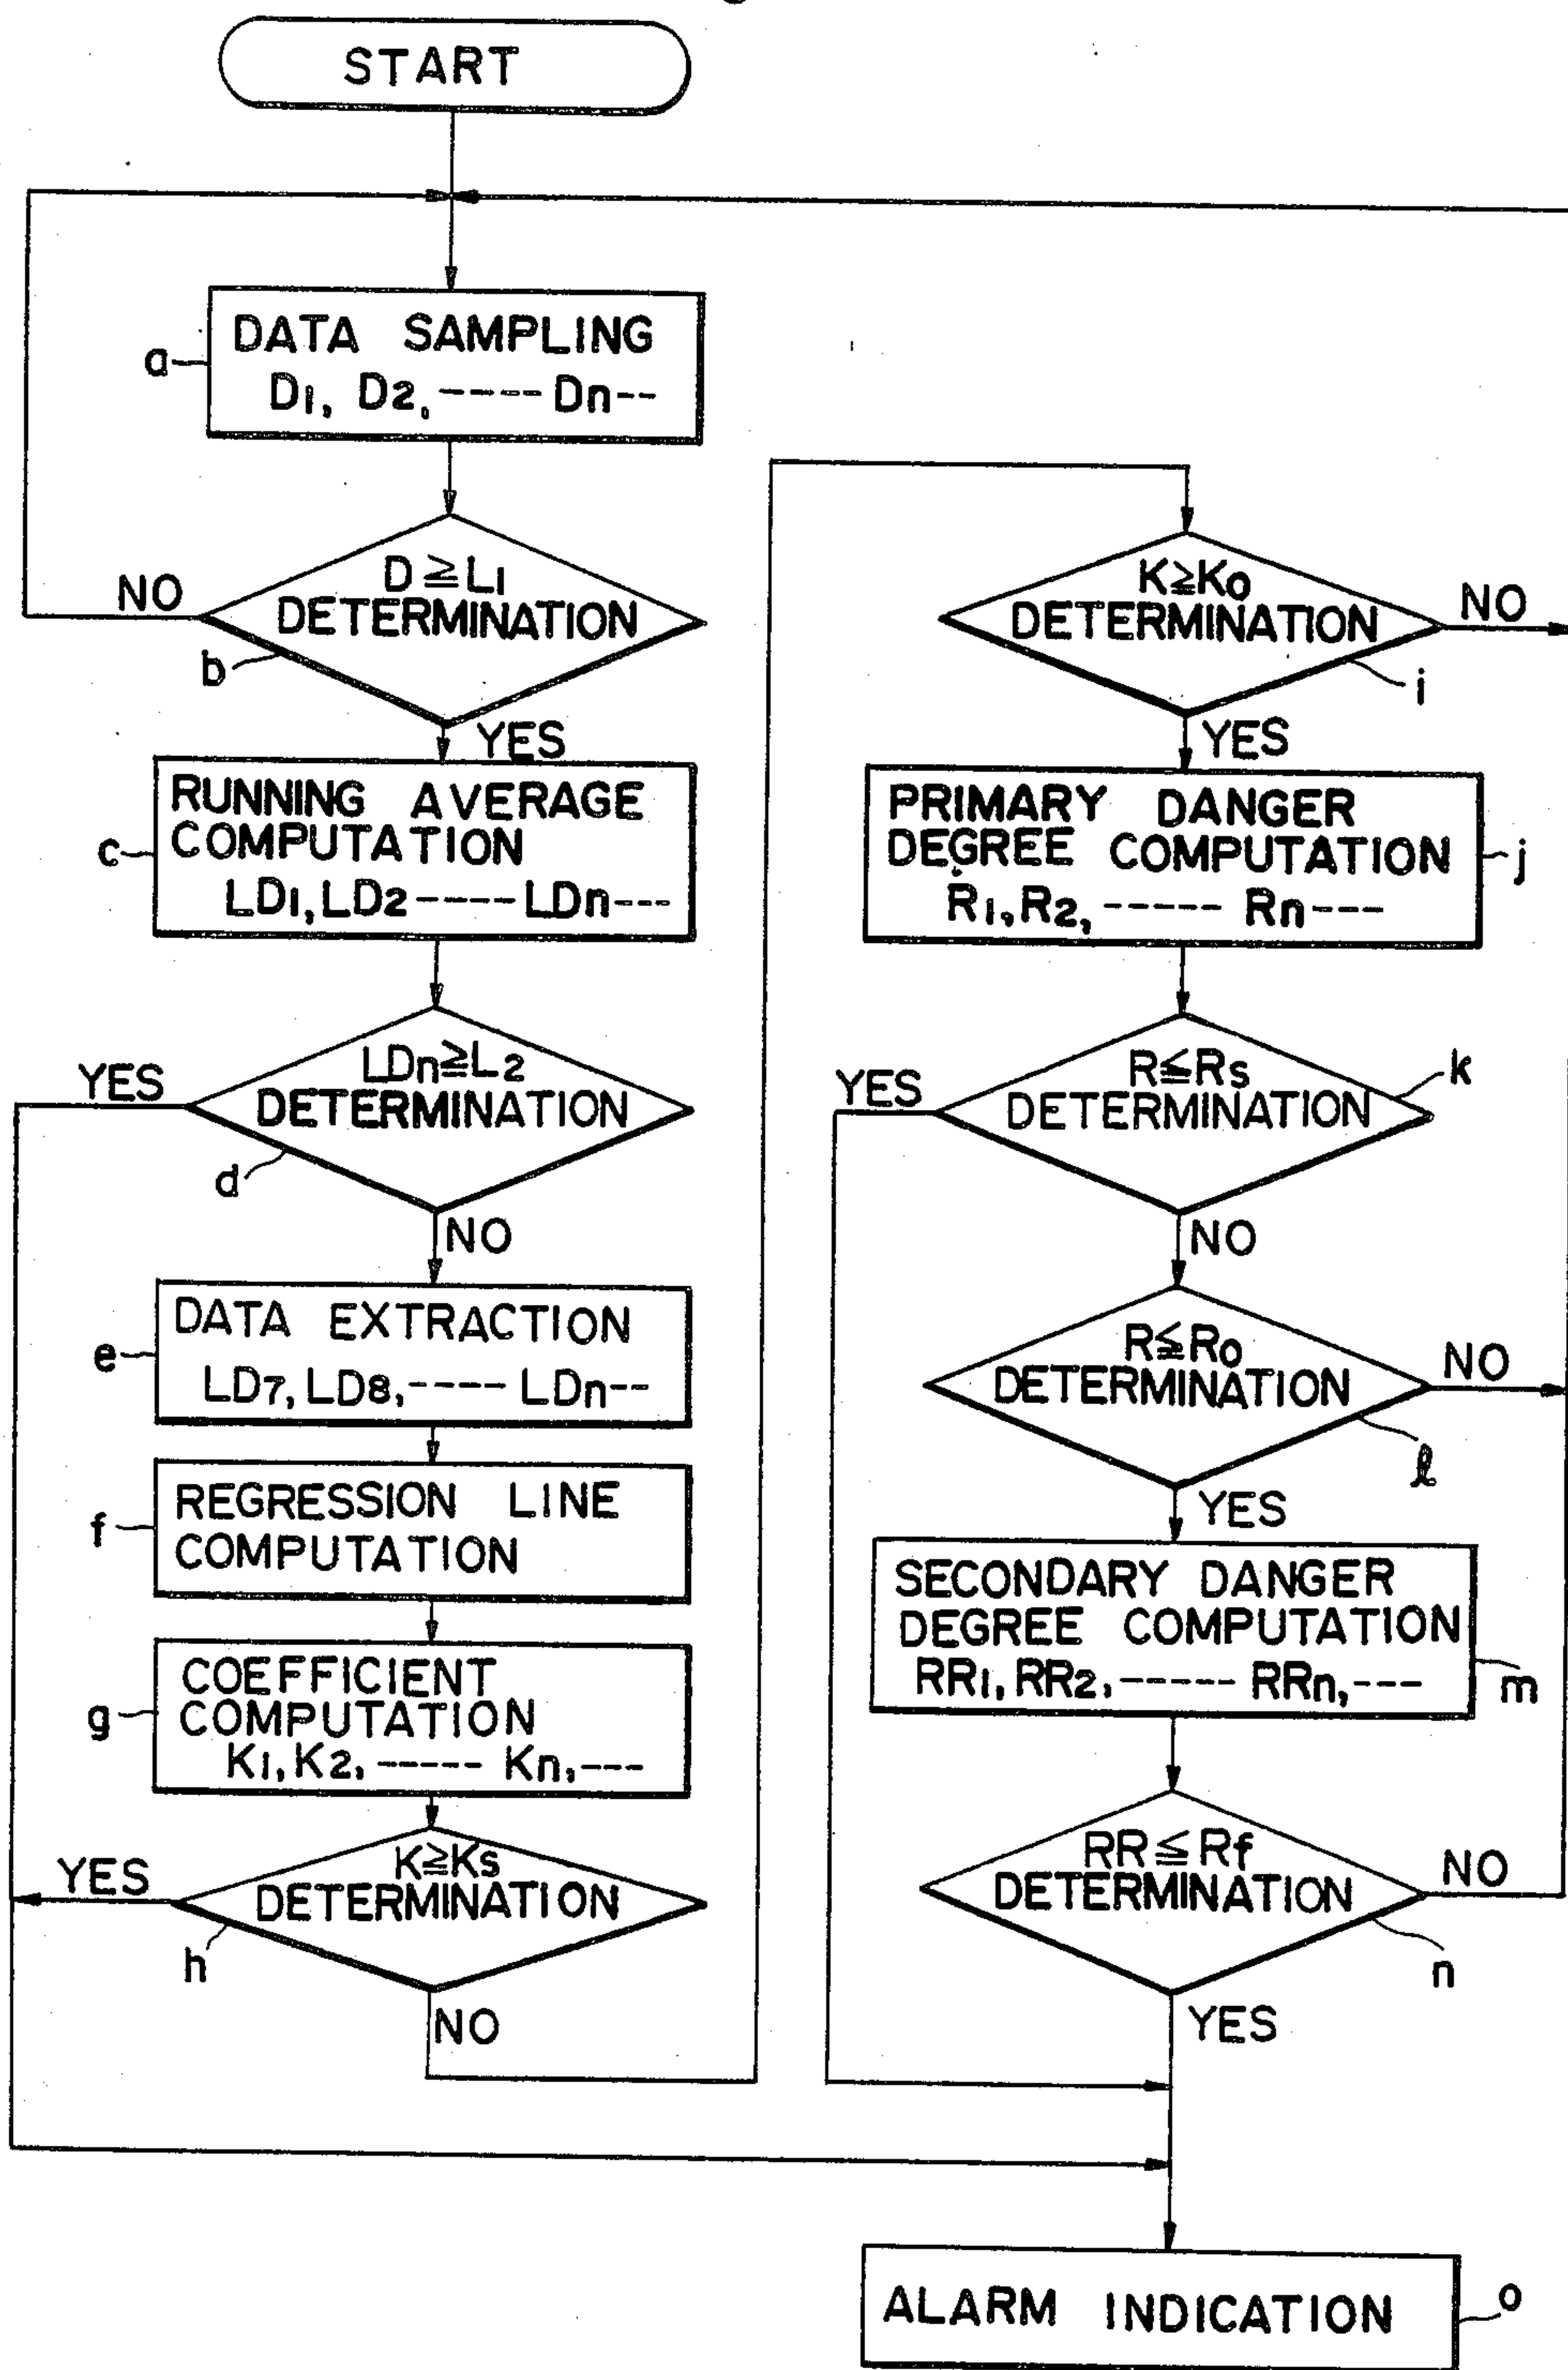 START
a
DATA SAMPLING
D1, D2, ----- Dn--
D ≧ L1
DETERMINATION
NO
b
YES
RUNNING AVERAGE
COMPUTATION
LD1, LD2 ---- LDn---
c
LDn ≧ L2
DETERMINATION
YES
d
NO
DATA EXTRACTION
LD7, LD8, ---- LDn--
e
REGRESSION LINE
COMPUTATION
f
COEFFICIENT
COMPUTATION
K1, K2, ----- Kn, ---
g
K ≧ Ks
DETERMINATION
YES
h
NO
K ≧ Ko
DETERMINATION
NO
i
YES
PRIMARY DANGER
DEGREE COMPUTATION
R1, R2, ----- Rn---
j
R ≦ Rs
DETERMINATION
YES
k
NO
R ≦ Ro
DETERMINATION
NO
l
YES
SECONDARY DANGER
DEGREE COMPUTATION
RR1, RR2, ----- RRn, ---
m
RR ≦ Rf
DETERMINATION
NO
n
YES
ALARM INDICATION
o